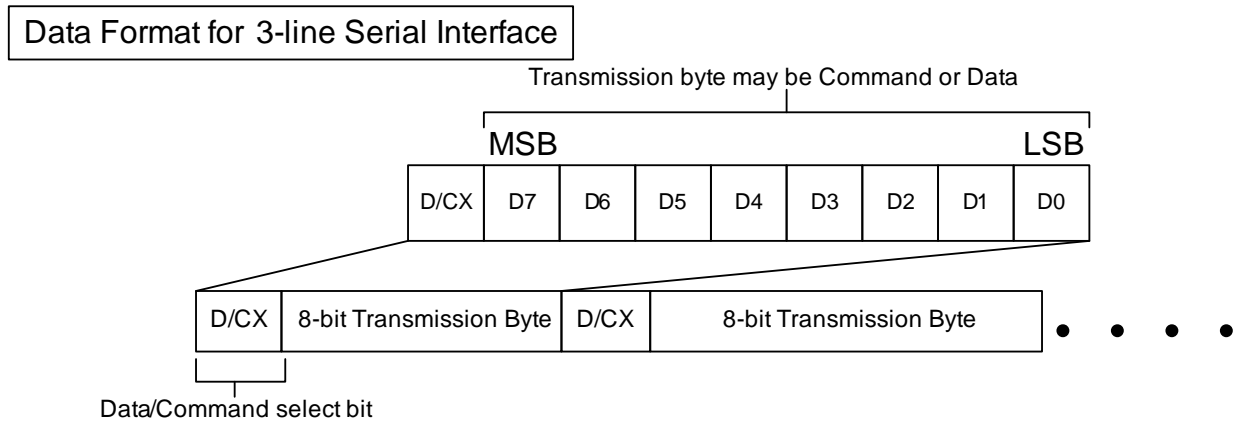 Data Format for 3-line Serial Interface
Transmission byte may be Command or Data
MSB LSB
D/CX D7 D6 D5 D4 D3 D2 D1 D0
D/CX 8-bit Transmission Byte D/CX 8-bit Transmission Byte
Data/Command select bit